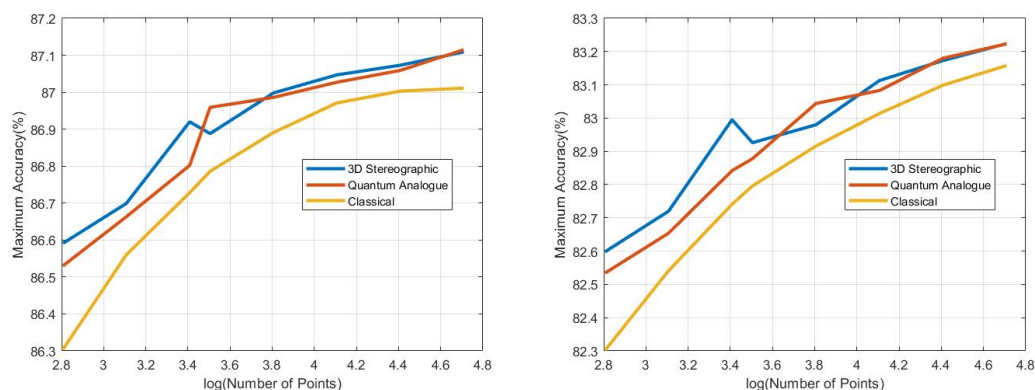 87.2
87.1
87
86.9
86.8
86.7
86.6
86.5
86.4
86.3
Maximum Accuracy(%)
3D Stereographic
Quantum Analogue
Classical
2.8 3 3.2 3.4 3.6 3.8 4 4.2 4.4 4.6 4.8
log(Number of Points)
83.3
83.2
83.1
83
82.9
82.8
82.7
82.6
82.5
82.4
82.3
Maximum Accuracy(%)
3D Stereographic
Quantum Analogue
Classical
2.8 3 3.2 3.4 3.6 3.8 4 4.2 4.4 4.6 4.8
log(Number of Points)